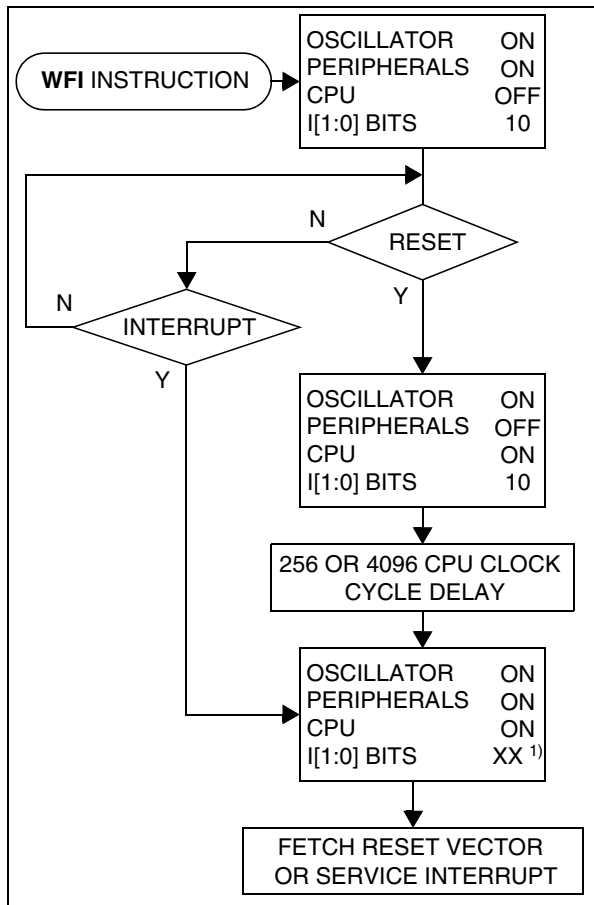 WFI INSTRUCTION
OSCILLATOR ON
PERIPHERALS ON
CPU OFF
I[1:0] BITS 10
RESET
N
Y
INTERRUPT
N
Y
OSCILLATOR ON
PERIPHERALS OFF
CPU ON
I[1:0] BITS 10
256 OR 4096 CPU CLOCK
CYCLE DELAY
OSCILLATOR ON
PERIPHERALS ON
CPU ON
I[1:0] BITS XX 1)
FETCH RESET VECTOR
OR SERVICE INTERRUPT